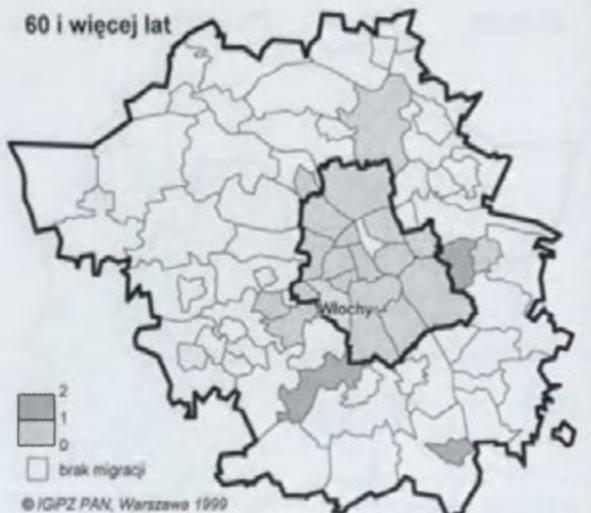 60 i więcej lat
Włochy
2
1
0
brak migracji
© IGiPZ PAN, Warszawa 1999